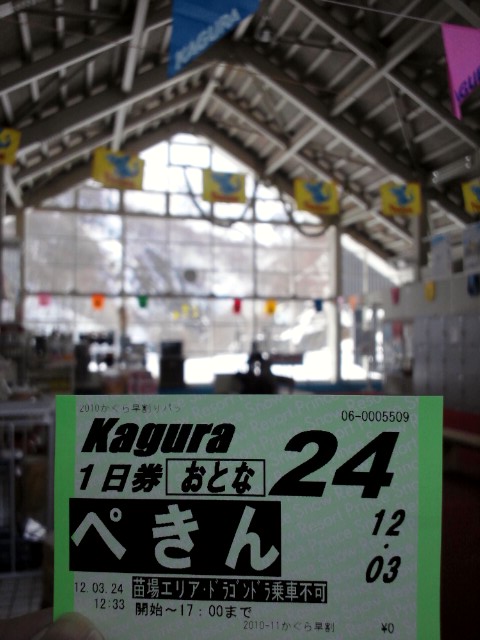 KAGURA
2010かぐら早割りパラ
06-0005509
Kagura
24
1日券 おとな
ぺきん
12
.
03
12.03.24
12:33
苗場エリア・ドラゴンドラ乗車不可
開始〜17:00まで
2010-11かぐら早割
¥0